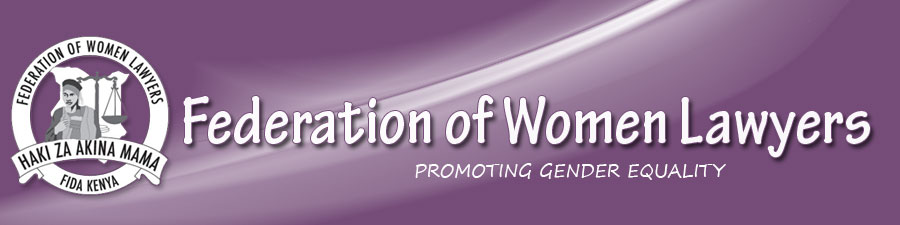 FEDERATION OF WOMEN LAWYERS
HAKI ZA AKINA MAMA
FIDA KENYA
Federation of Women Lawyers
PROMOTING GENDER EQUALITY